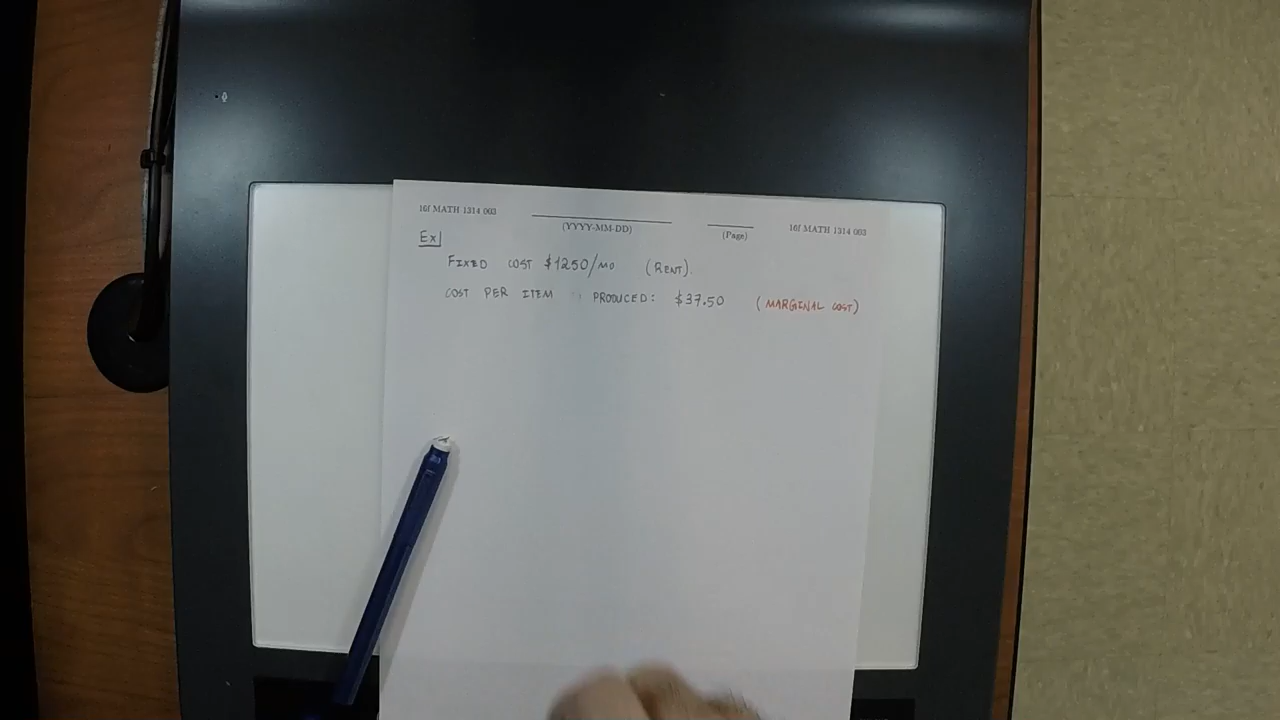 16f MATH 1314 003 (YYYY-MM-DD) (Page) 16f MATH 1314 003
Ex
FIXED COST $1250/MO (RENT).
COST PER ITEM PRODUCED: $37.50 (MARGINAL COST)